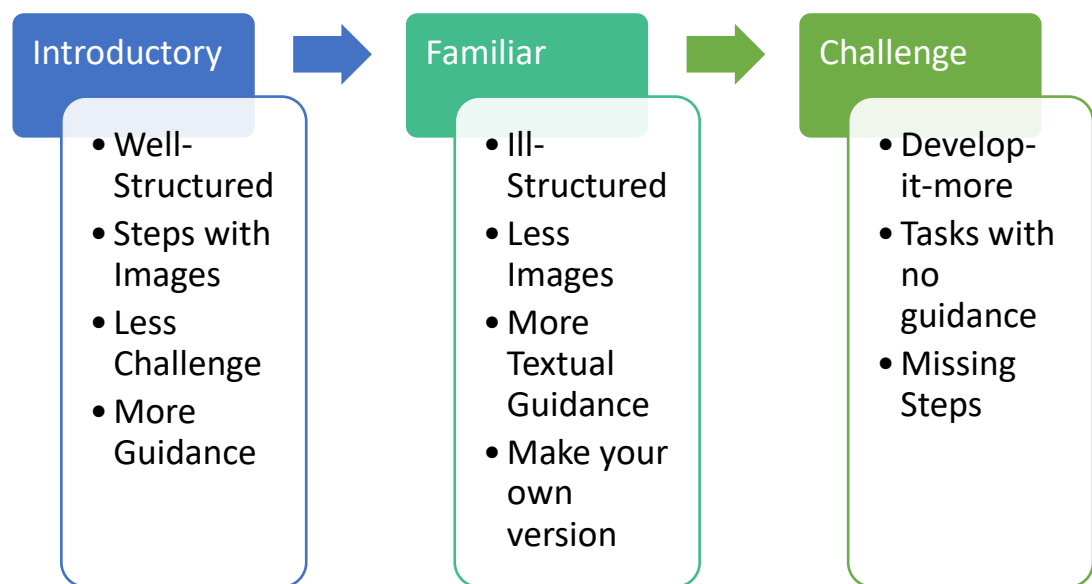 Introductory
• Well-
Structured
• Steps with
Images
• Less
Challenge
• More
Guidance
Familiar
• Ill-
Structured
• Less
Images
• More
Textual
Guidance
• Make your
own
version
Challenge
• Develop-
it-more
• Tasks with
no
guidance
• Missing
Steps